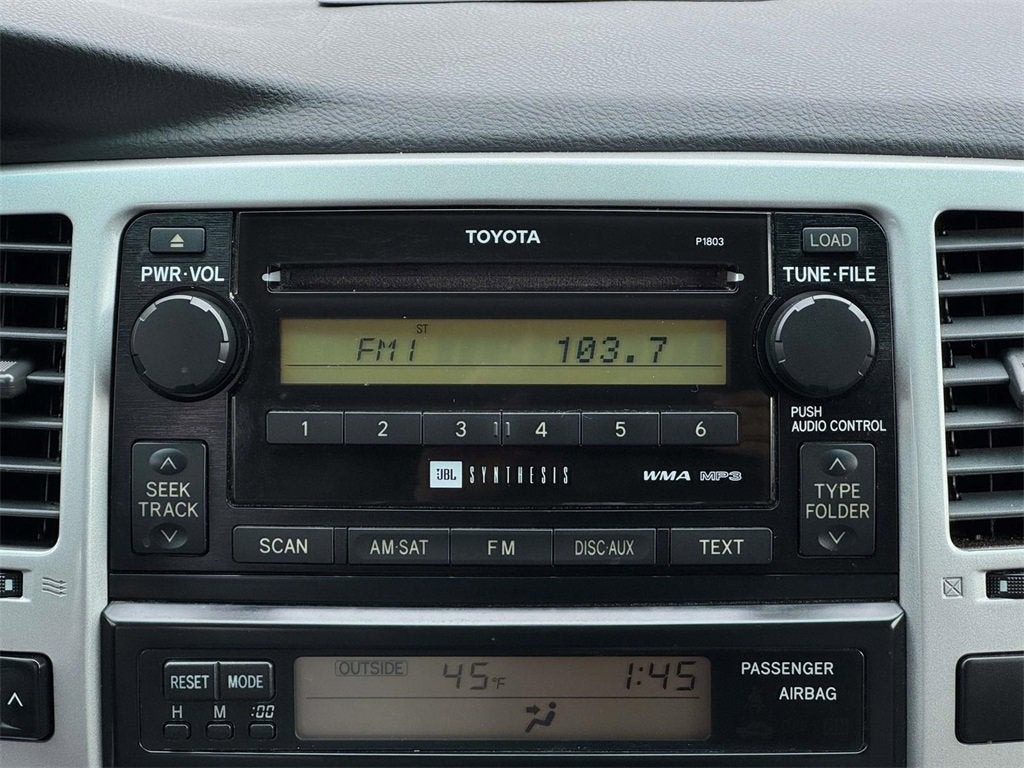 TOYOTA
P1803
LOAD
PWR·VOL
TUNE·FILE
ST
FM1 103.7
1 2 3 4 5 6
PUSH
AUDIO CONTROL
JBL SYNTHESIS
WMA MP3
SEEK
TRACK
TYPE
FOLDER
SCAN AM·SAT FM DISC·AUX TEXT
OUTSIDE 45°F 1:45
RESET MODE
H M :00
PASSENGER
AIRBAG